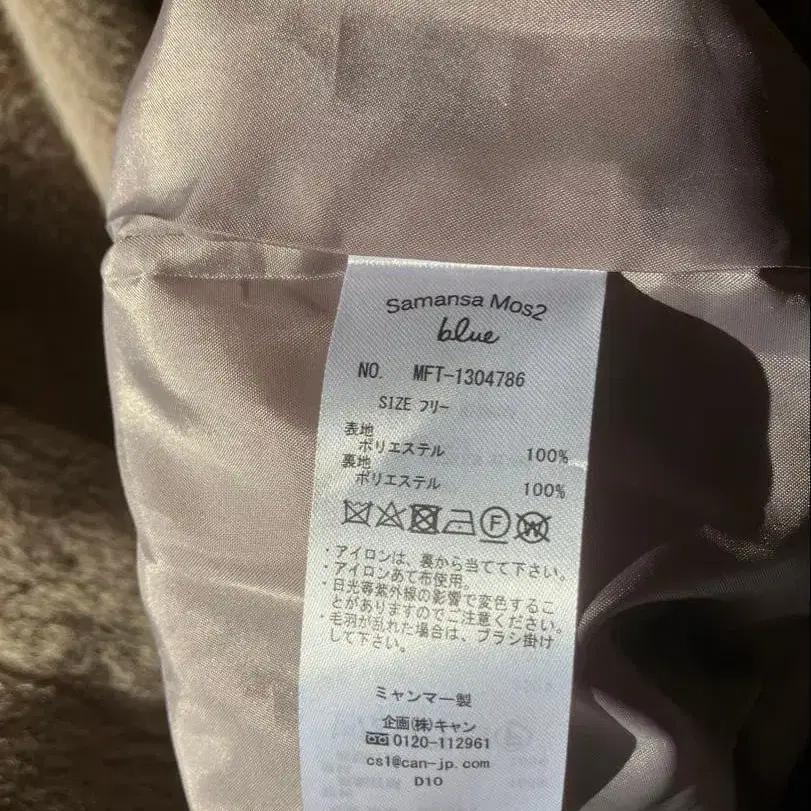 Samansa Mos2
blue
NO. MFT-1304786
SIZE フリー
表地
ポリエステル 100%
裏地
ポリエステル 100%
F W
・アイロンは、裏から当てて下さい。
・アイロンあて布使用。
・日光等紫外線の影響で変色するこ
とがありますのでご注意ください。
・毛羽が乱れた場合は、ブラシ掛け
して下さい。
ミャンマー製
企画(株)キャン
0120-112961
cs1@can-jp.com
D10